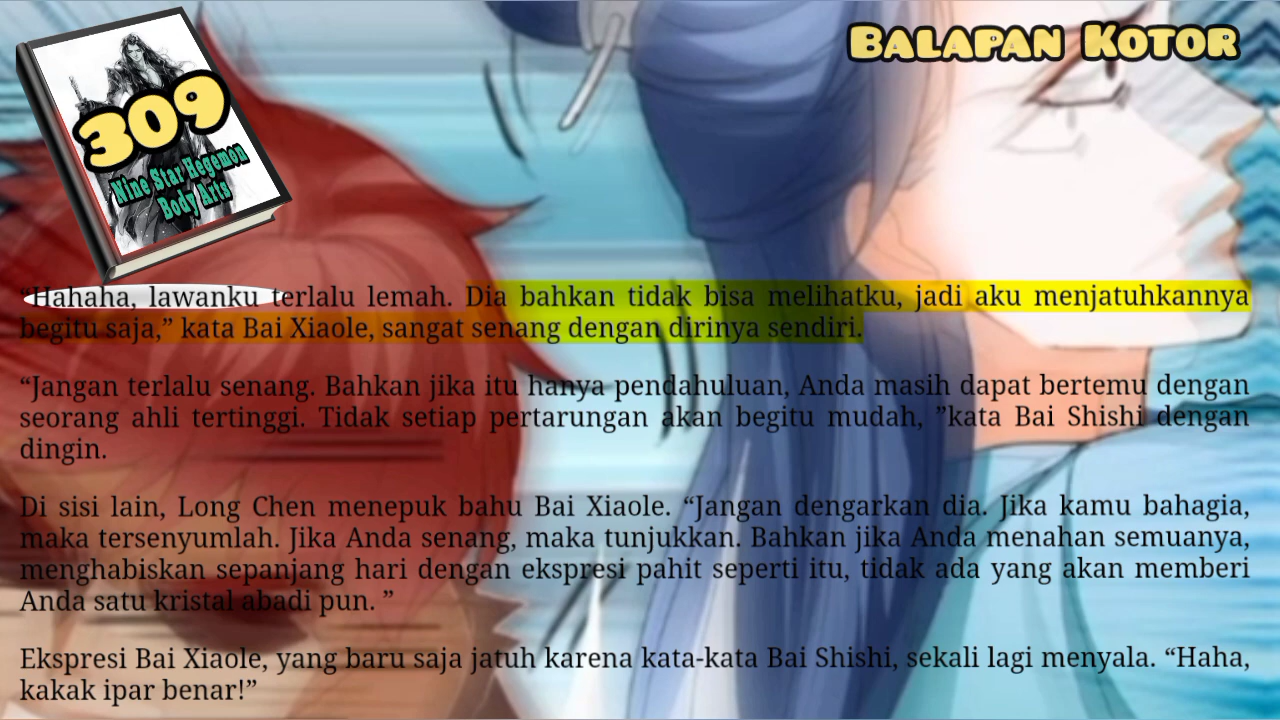 Balapan Kotor
309
Nine Star Hegemon
Body Arts
“Hahaha, lawanku terlalu lemah. Dia bahkan tidak bisa melihatku, jadi aku menjatuhkannya
begitu saja,” kata Bai Xiaole, sangat senang dengan dirinya sendiri.
“Jangan terlalu senang. Bahkan jika itu hanya pendahuluan, Anda masih dapat bertemu dengan
seorang ahli tertinggi. Tidak setiap pertarungan akan begitu mudah, ”kata Bai Shishi dengan
dingin.
Di sisi lain, Long Chen menepuk bahu Bai Xiaole. “Jangan dengarkan dia. Jika kamu bahagia,
maka tersenyumlah. Jika Anda senang, maka tunjukkan. Bahkan jika Anda menahan semuanya,
menghabiskan sepanjang hari dengan ekspresi pahit seperti itu, tidak ada yang akan memberi
Anda satu kristal abadi pun. ”
Ekspresi Bai Xiaole, yang baru saja jatuh karena kata-kata Bai Shishi, sekali lagi menyala. “Haha,
kakak ipar benar!”